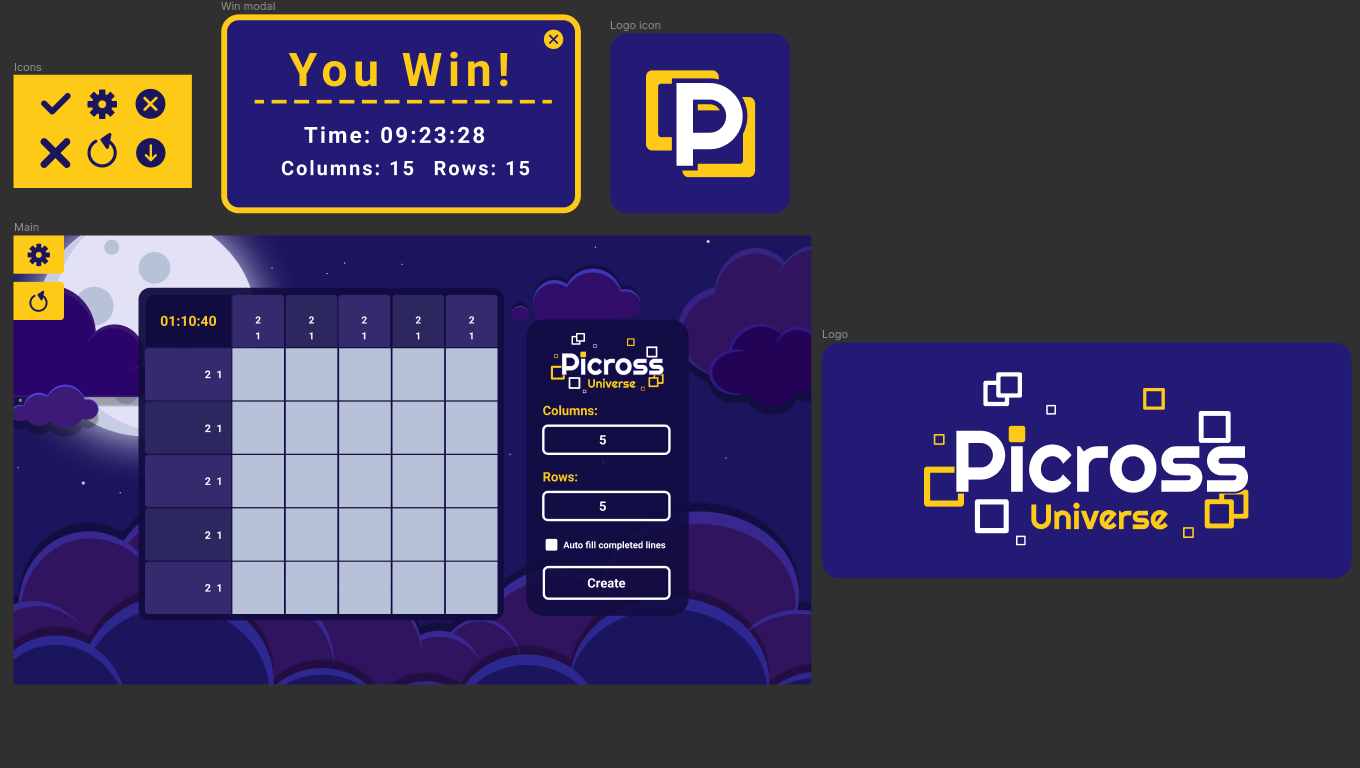 Win modal
Logo icon
Icons
You Win!
Time: 09:23:28
Columns: 15 Rows: 15
P
Main
01:10:40
2 2 2 2 2
1 1 1 1 1
2 1
2 1
2 1
2 1
2 1
Picross
Universe
Columns:
5
Rows:
5
Auto fill completed lines
Create
Logo
Picross
Universe